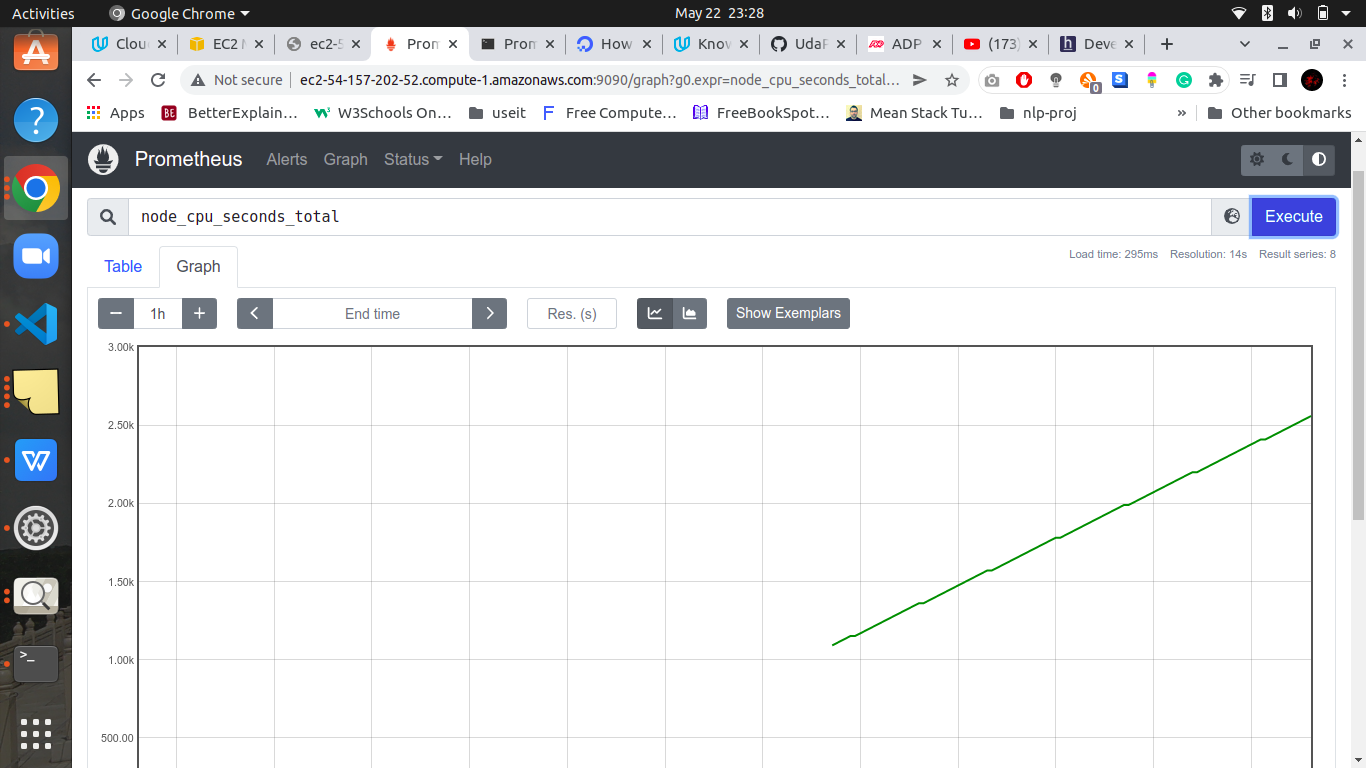 Activities Google Chrome May 22 23:28
Clou EC2 M ec2-5 Prom Prom How Know Udaf ADP (173) Deve
Not secure ec2-54-157-202-52.compute-1.amazonaws.com:9090/graph?g0.expr=node_cpu_seconds_total… 0
Apps BetterExplain… W3Schools On… useit Free Compute… FreeBookSpot… Mean Stack Tu… nlp-proj » Other bookmarks
Prometheus Alerts Graph Status Help
node_cpu_seconds_total Execute
Table Graph
Load time: 295ms Resolution: 14s Result series: 8
1h End time Res. (s) Show Exemplars
3.00k
2.50k
2.00k
1.50k
1.00k
500.00